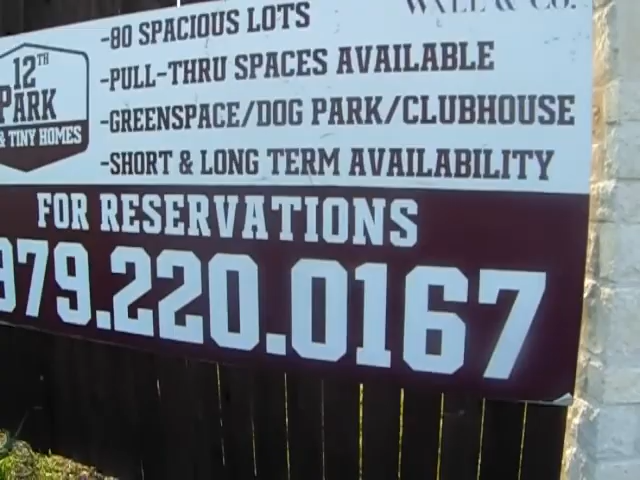 12TH
PARK
& TINY HOMES
-80 SPACIOUS LOTS
-PULL-THRU SPACES AVAILABLE
-GREENSPACE/DOG PARK/CLUBHOUSE
-SHORT & LONG TERM AVAILABILITY
FOR RESERVATIONS
979.220.0167
& CO.